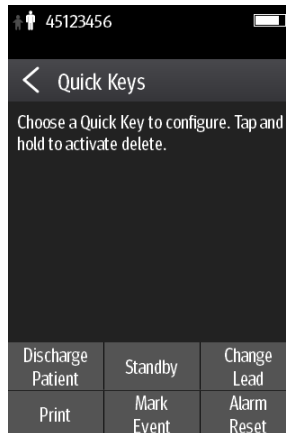 45123456
Quick Keys
Choose a Quick Key to configure. Tap and
hold to activate delete.
Discharge
Patient
Standby
Change
Lead
Print
Mark
Event
Alarm
Reset